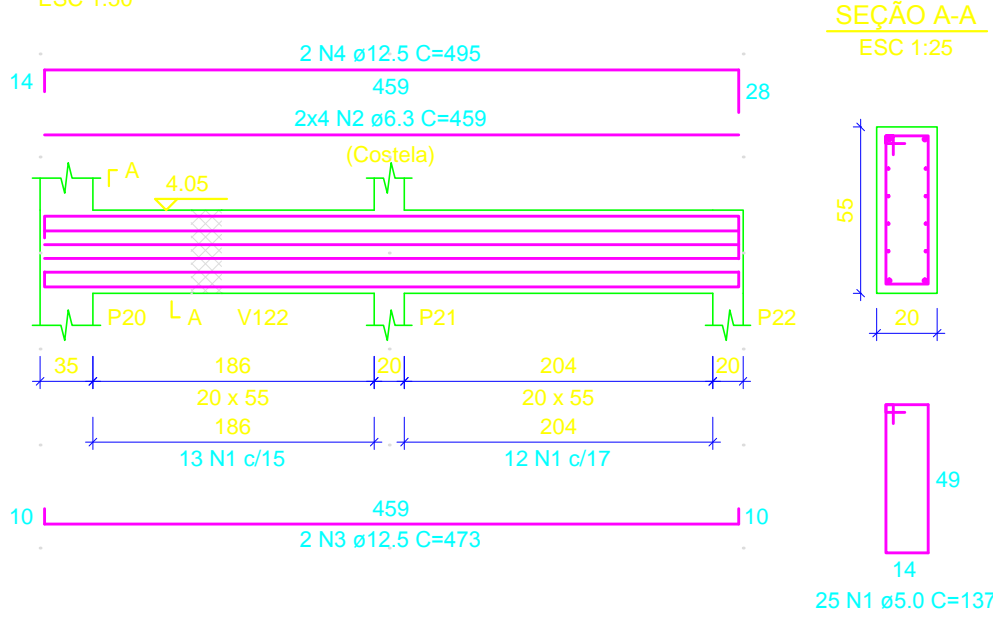 SEÇÃO A-A
ESC 1:25
2 N4 ø12.5 C=495
14
459
28
2x4 N2 ø6.3 C=459
(Costela)
A
4.05
55
P20
A
V122
P21
P22
20
35
186
20
204
20
20 x 55
20 x 55
186
204
13 N1 c/15
12 N1 c/17
49
10
459
10
2 N3 ø12.5 C=473
14
25 N1 ø5.0 C=137